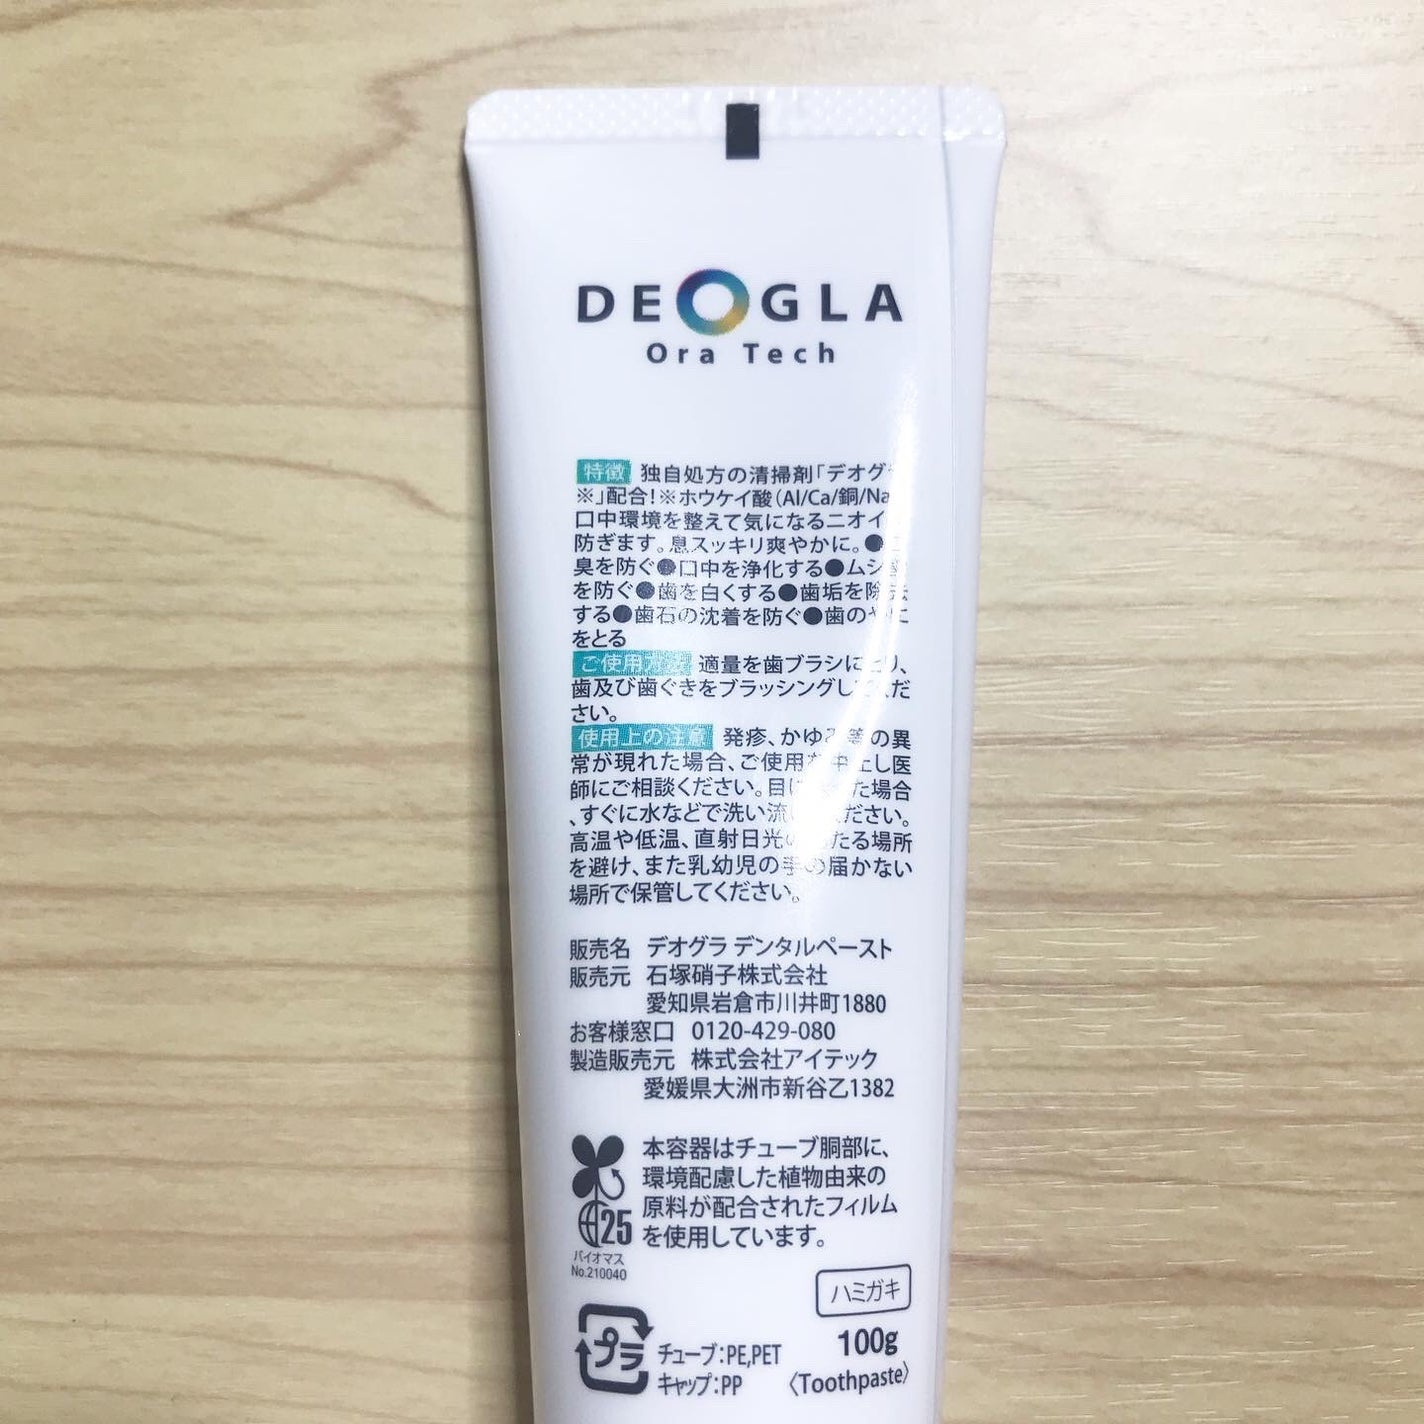 DEOGLA
Ora Tech
特徴 独自処方の清掃剤「デオグラ
※」配合!※ホウケイ酸(Al/Ca/銅/Na
口中環境を整えて気になるニオイ
防ぎます。息スッキリ爽やかに。●
臭を防ぐ●口中を浄化する●ムシ
を防ぐ●歯を白くする●歯垢を除去
する●歯石の沈着を防ぐ●歯のやに
をとる
ご使用方法 適量を歯ブラシにとり、
歯及び歯ぐきをブラッシングしてくだ
さい。
使用上の注意 発疹、かゆみ等の異
常が現れた場合、ご使用を中止し医
師にご相談ください。目に た場合
、すぐに水などで洗い流 ください。
高温や低温、直射日光の当たる場所
を避け、また乳幼児の手の届かない
場所で保管してください。
販売名 デオグラ デンタルペースト
販売元 石塚硝子株式会社
愛知県岩倉市川井町1880
お客様窓口 0120-429-080
製造販売元 株式会社アイテック
愛媛県大洲市新谷乙1382
本容器はチューブ胴部に、
環境配慮した植物由来の
原料が配合されたフィルム
を使用しています。
25
バイオマス
No.210040
ハミガキ
プラ
チューブ:PE,PET
キャップ:PP
100g
〈Toothpaste〉